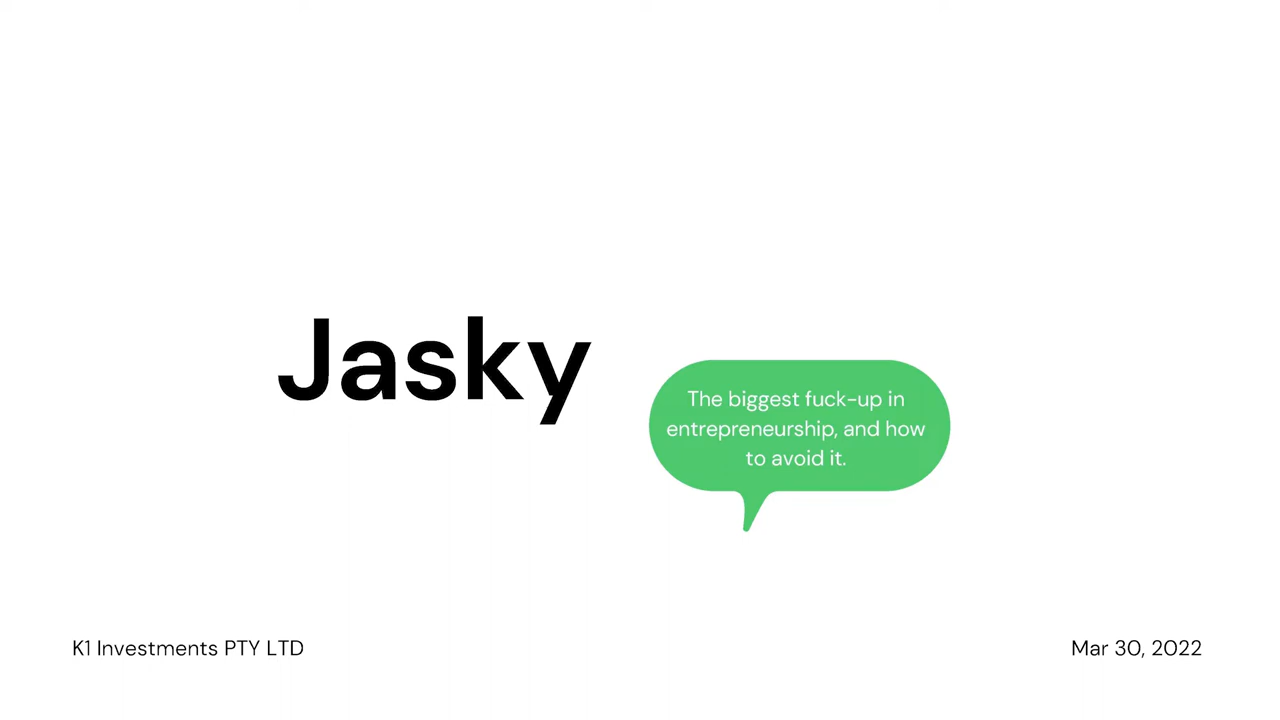 Jasky
The biggest fuck-up in
entrepreneurship, and how
to avoid it.
K1 Investments PTY LTD
Mar 30, 2022